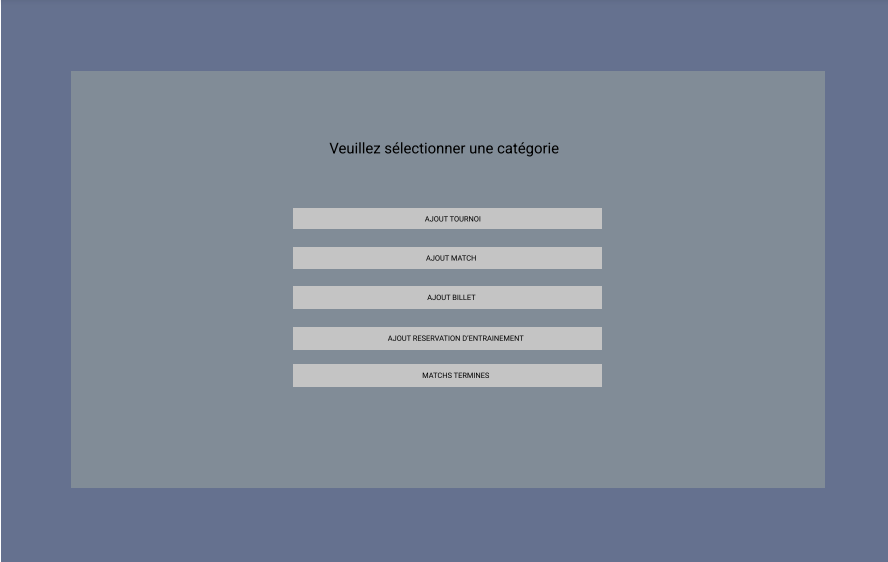 Veuillez sélectionner une catégorie
AJOUT TOURNOI
AJOUT MATCH
AJOUT BILLET
AJOUT RESERVATION D'ENTRAINEMENT
MATCHS TERMINES